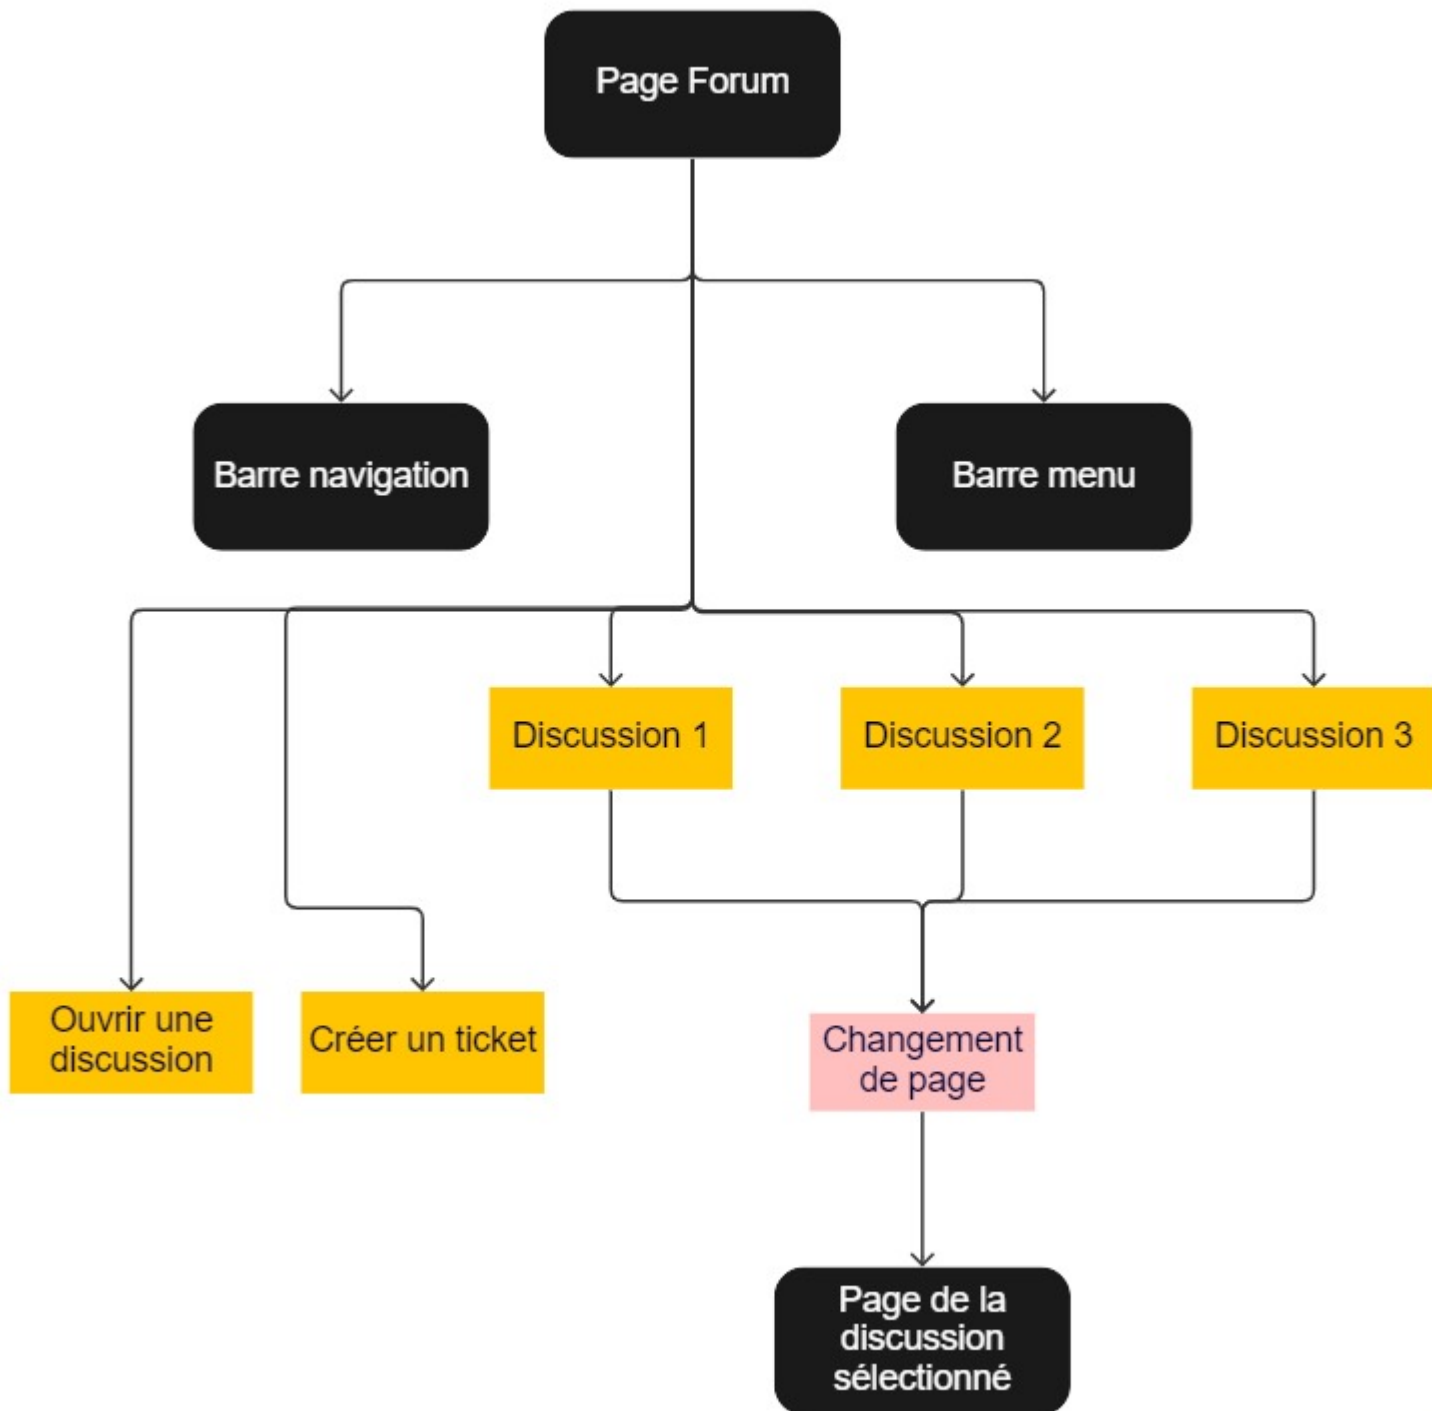 Page Forum
Barre navigation
Barre menu
Discussion 1
Discussion 2
Discussion 3
Ouvrir une
discussion
Créer un ticket
Changement
de page
Page de la
discussion
sélectionné